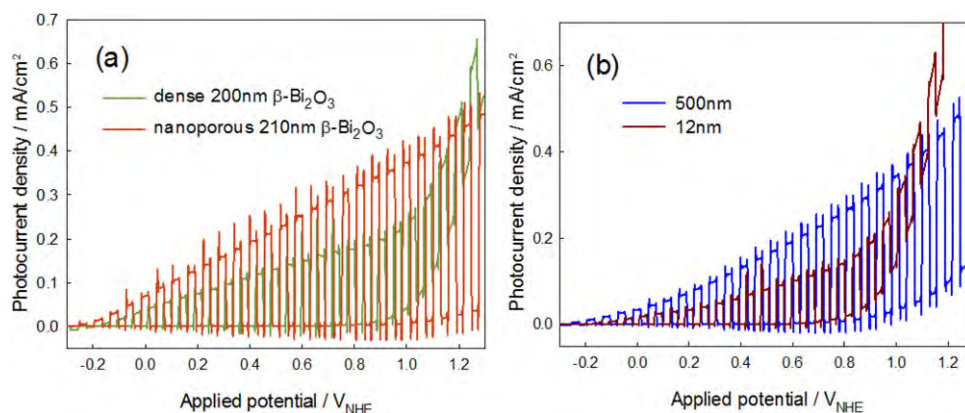 (a)
dense 200nm β-Bi₂O₃
nanoporous 210nm β-Bi₂O₃
Photocurrent density / mA/cm²
0.7
0.6
0.5
0.4
0.3
0.2
0.1
0.0
-0.2 0.0 0.2 0.4 0.6 0.8 1.0 1.2
Applied potential / V_NHE
(b)
500nm
12nm
Photocurrent density / mA/cm²
0.6
0.4
0.2
0.0
-0.2 0.0 0.2 0.4 0.6 0.8 1.0 1.2
Applied potential / V_NHE